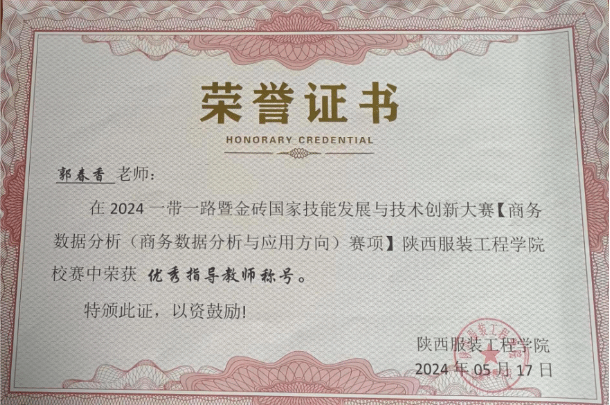 荣誉证书
HONORARY CREDENTIAL
郭春香 老师：
在 2024 一带一路暨金砖国家技能发展与技术创新大赛【商务
数据分析（商务数据分析与应用方向）赛项】陕西服装工程学院
校赛中荣获 优秀指导教师称号。
特颁此证，以资鼓励!
陕西服装工程学院
2024 年 05 月 17 日